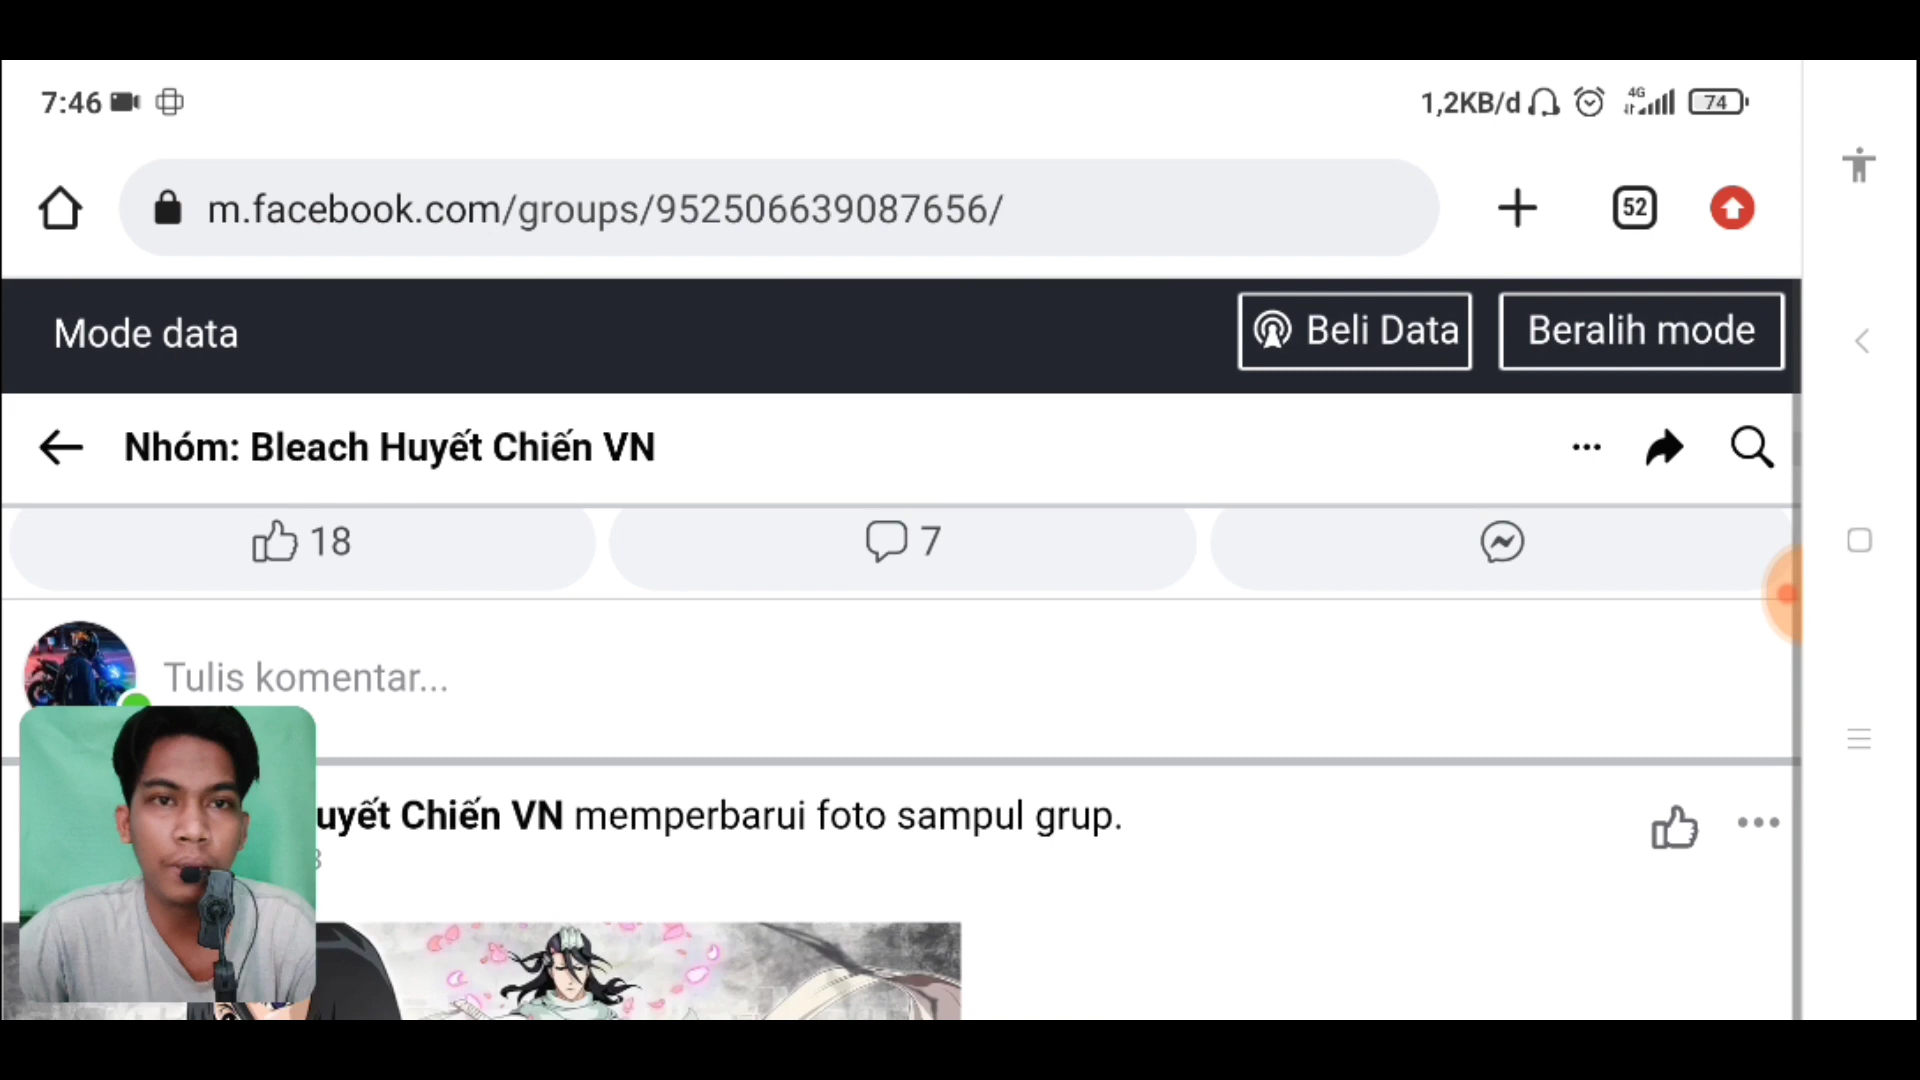 7:46
1,2KB/d 4G 74
m.facebook.com/groups/952506639087656/
52
Mode data
Beli Data
Beralih mode
Nhóm: Bleach Huyết Chiến VN
18
7
Tulis komentar...
uyết Chiến VN memperbarui foto sampul grup.